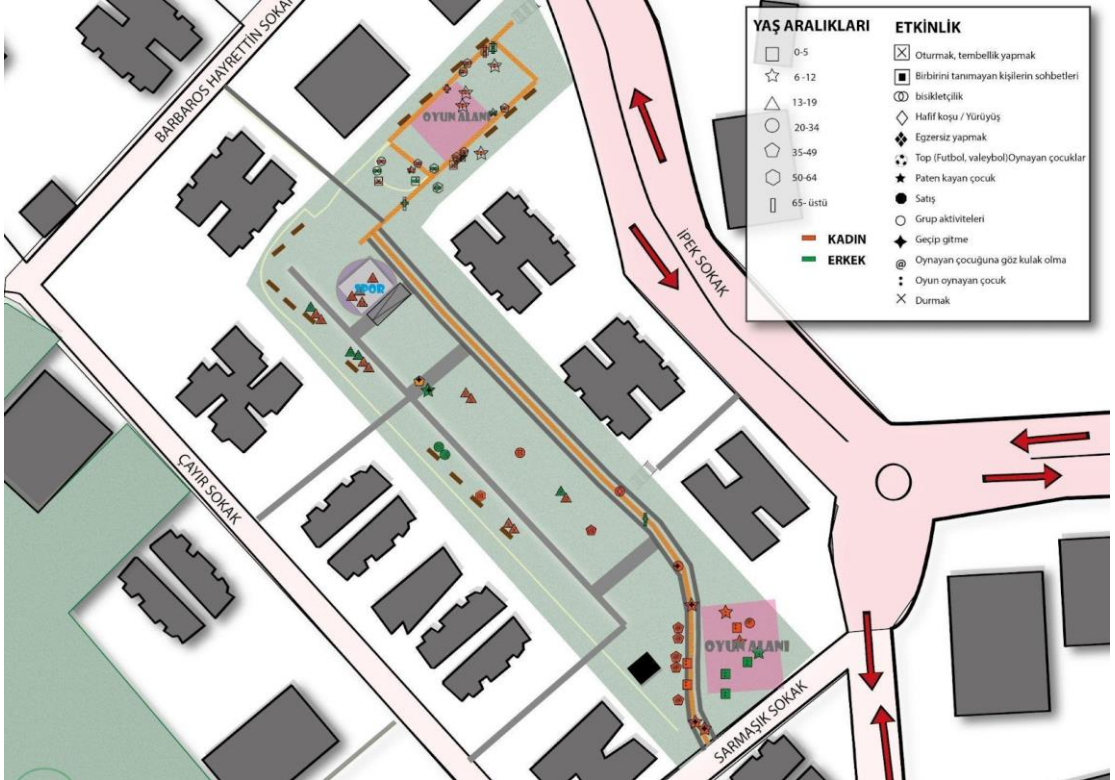 BARBAROS HAYRETTİN SOKAK
OYUN ALANI
SPOR
ÇAYIR SOKAK
İPEK SOKAK
OYUN ALANI
SARMAŞIK SOKAK
YAŞ ARALIKLARI
0-5
6 -12
13-19
20-34
35-49
50-64
65- üstü
KADIN
ERKEK
ETKİNLİK
Oturmak, tembellik yapmak
Birbirini tanımayan kişilerin sohbetleri
bisikletçilik
Hafif koşu / Yürüyüş
Egzersiz yapmak
Top (Futbol, valeybol)Oynayan çocuklar
Paten kayan çocuk
Satış
Grup aktiviteleri
Geçip gitme
@ Oynayan çocuğuna göz kulak olma
Oyun oynayan çocuk
Durmak